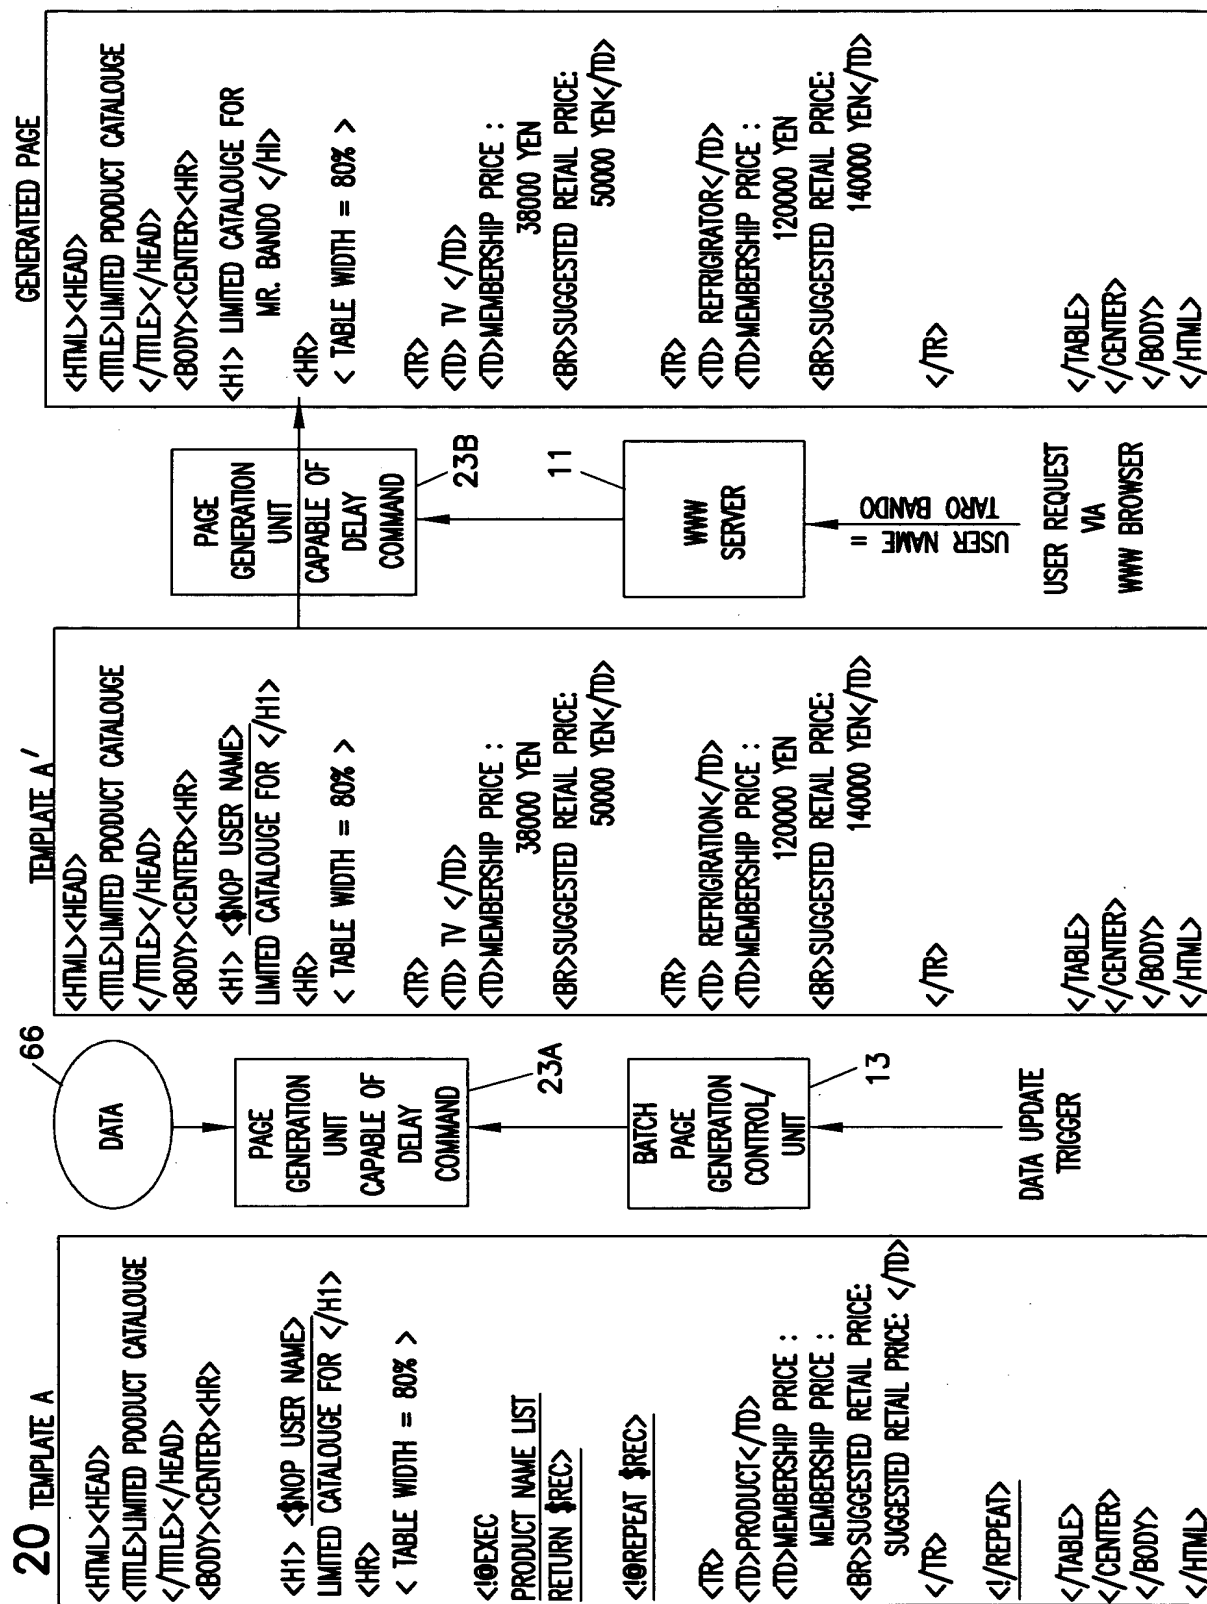 20 TEMPLATE A
<HTML><HEAD>
<TITLE>LIMITED PDODUCT CATALOUGE
</TITLE></HEAD>
<BODY><CENTER><HR>
<H1> <$NOP USER NAME>
LIMITED CATALOUGE FOR </H1>
<HR>
< TABLE WIDTH = 80% >
<!@EXEC
PRODUCT NAME LIST
RETURN $REC>
<!@REPEAT $REC>
<TR>
<TD>PRODUCT</TD>
<TD>MEMBERSHIP PRICE :
MEMBERSHIP PRICE :
<BR>SUGGESTED RETAIL PRICE:
SUGGESTED RETAIL PRICE: </TD>
</TR>
<!/REPEAT>
</TABLE>
</CENTER>
</BODY>
</HTML>
66
DATA
PAGE
GENERATION
UNIT
CAPABLE OF
DELAY
COMMAND
23A
BATCH
PAGE
GENERATION
CONTROL/
UNIT
13
DATA UPDATE
TRIGGER
TEMPLATE A'
<HTML><HEAD>
<TITLE>LIMITED PDODUCT CATALOUGE
</TITLE></HEAD>
<BODY><CENTER><HR>
<H1> <$NOP USER NAME>
LIMITED CATALOUGE FOR </H1>
<HR>
< TABLE WIDTH = 80% >
<TR>
<TD> TV </TD>
<TD>MEMBERSHIP PRICE :
38000 YEN
<BR>SUGGESTED RETAIL PRICE:
50000 YEN</TD>
<TR>
<TD> REFRIGIRATION</TD>
<TD>MEMBERSHIP PRICE :
120000 YEN
<BR>SUGGESTED RETAIL PRICE:
140000 YEN</TD>
</TR>
</TABLE>
</CENTER>
</BODY>
</HTML>
PAGE
GENERATION
UNIT
CAPABLE OF
DELAY
COMMAND
23B
WWW
SERVER
11
USER NAME =
TARO BANDO
USER REQUEST
VIA
WWW BROWSER
GENERATEED PAGE
<HTML><HEAD>
<TITLE>LIMITED PDODUCT CATALOUGE
</TITLE></HEAD>
<BODY><CENTER><HR>
<H1> LIMITED CATALOUGE FOR
MR. BANDO </HI>
<HR>
< TABLE WIDTH = 80% >
<TR>
<TD> TV </TD>
<TD>MEMBERSHIP PRICE :
38000 YEN
<BR>SUGGESTED RETAIL PRICE:
50000 YEN</TD>
<TR>
<TD> REFRIGIRATOR</TD>
<TD>MEMBERSHIP PRICE :
120000 YEN
<BR>SUGGESTED RETAIL PRICE:
140000 YEN</TD>
</TR>
</TABLE>
</CENTER>
</BODY>
</HTML>